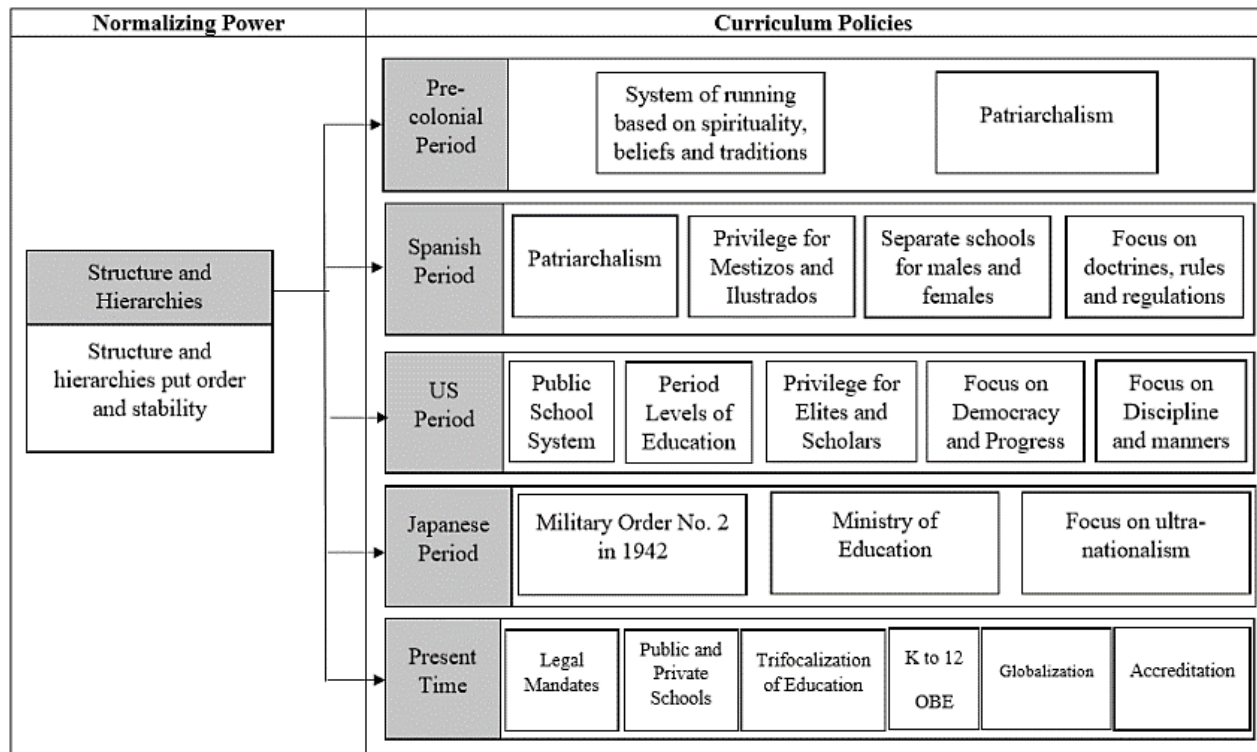 Normalizing Power
Curriculum Policies
Structure and
Hierarchies
Structure and
hierarchies put order
and stability
Pre-
colonial
Period
System of running
based on spirituality,
beliefs and traditions
Patriarchalism
Spanish
Period
Patriarchalism
Privilege for
Mestizos and
Ilustrados
Separate schools
for males and
females
Focus on
doctrines, rules
and regulations
US
Period
Public
School
System
Period
Levels of
Education
Privilege for
Elites and
Scholars
Focus on
Democracy
and Progress
Focus on
Discipline
and manners
Japanese
Period
Military Order No. 2
in 1942
Ministry of
Education
Focus on ultra-
nationalism
Present
Time
Legal
Mandates
Public and
Private
Schools
Trifocalization
of Education
K to 12
OBE
Globalization
Accreditation